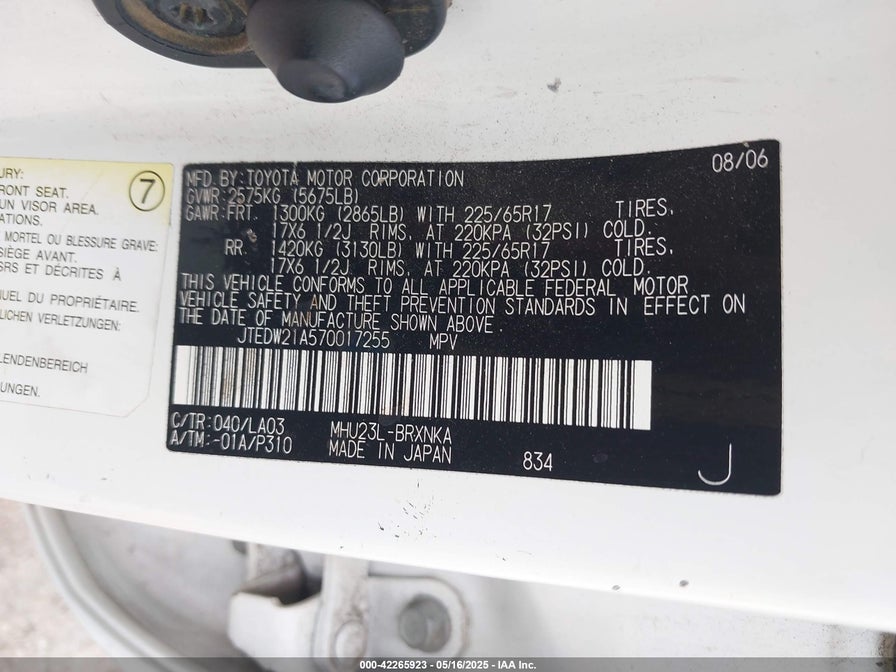 URY:
RONT SEAT.
UN VISOR AREA.
ATIONS.
MORTEL OU BLESSURE GRAVE:
SIÈGE AVANT.
SRS ET DÉCRITES À
NUEL DU PROPRIÉTAIRE.
LICHEN VERLETZUNGEN:
LENDENBEREICH
UNGEN.
7
08/06
MFD. BY: TOYOTA MOTOR CORPORATION
GVWR: 2575KG (5675LB)
GAWR: FRT. 1300KG (2865LB) WITH 225/65R17 TIRES,
17X6 1/2J RIMS, AT 220KPA (32PSI) COLD.
RR. 1420KG (3130LB) WITH 225/65R17 TIRES,
17X6 1/2J RIMS, AT 220KPA (32PSI) COLD.
THIS VEHICLE CONFORMS TO ALL APPLICABLE FEDERAL MOTOR
VEHICLE SAFETY AND THEFT PREVENTION STANDARDS IN EFFECT ON
THE DATE OF MANUFACTURE SHOWN ABOVE.
JTEDW21A570017255 MPV
C/TR: 040/LA03 MHU23L-BRXNKA
A/TM: -01A/P310 MADE IN JAPAN 834
J
000-42265923 - 05/16/2025 - IAA Inc.